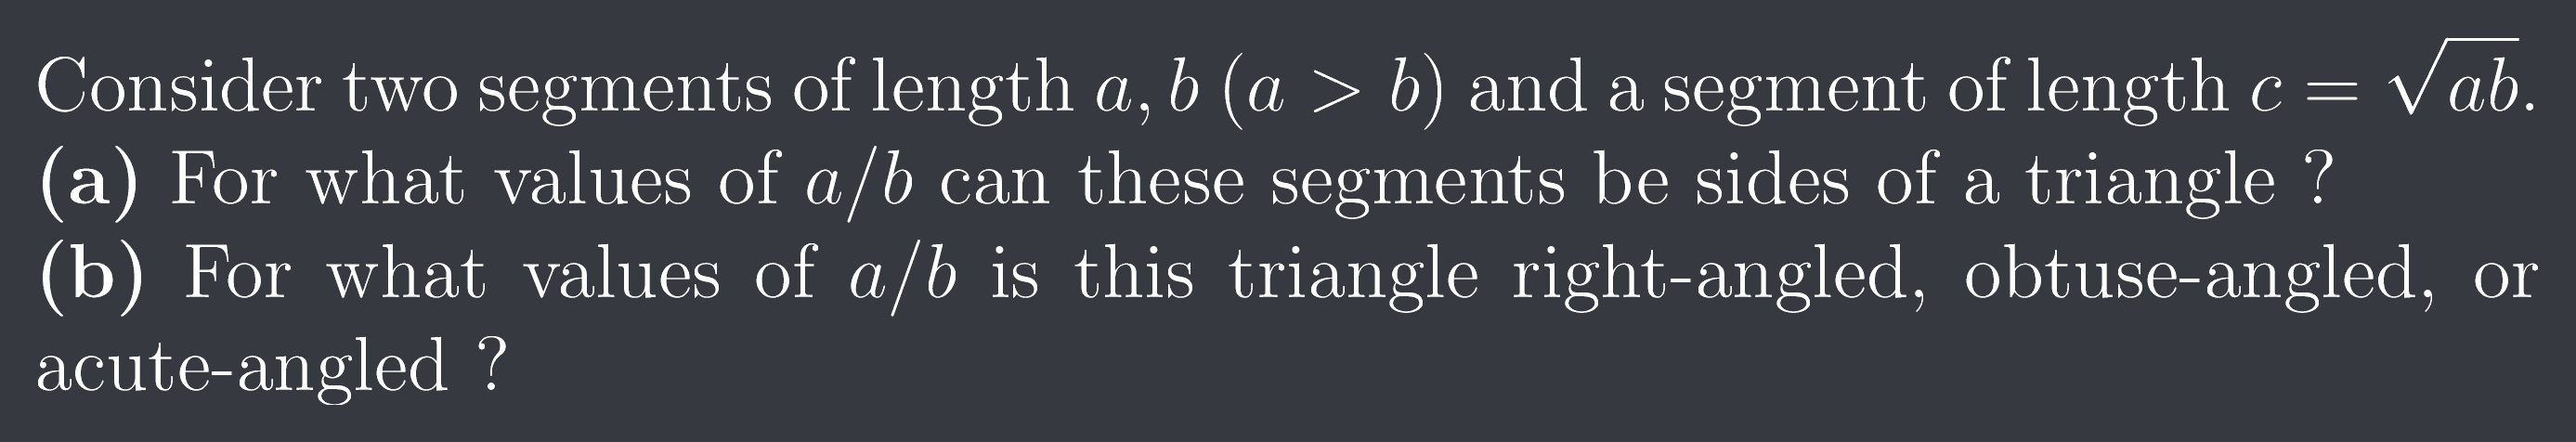 Consider two segments of length a, b (a > b) and a segment of length c = √ab.
(a) For what values of a/b can these segments be sides of a triangle ?
(b) For what values of a/b is this triangle right-angled, obtuse-angled, or
acute-angled ?